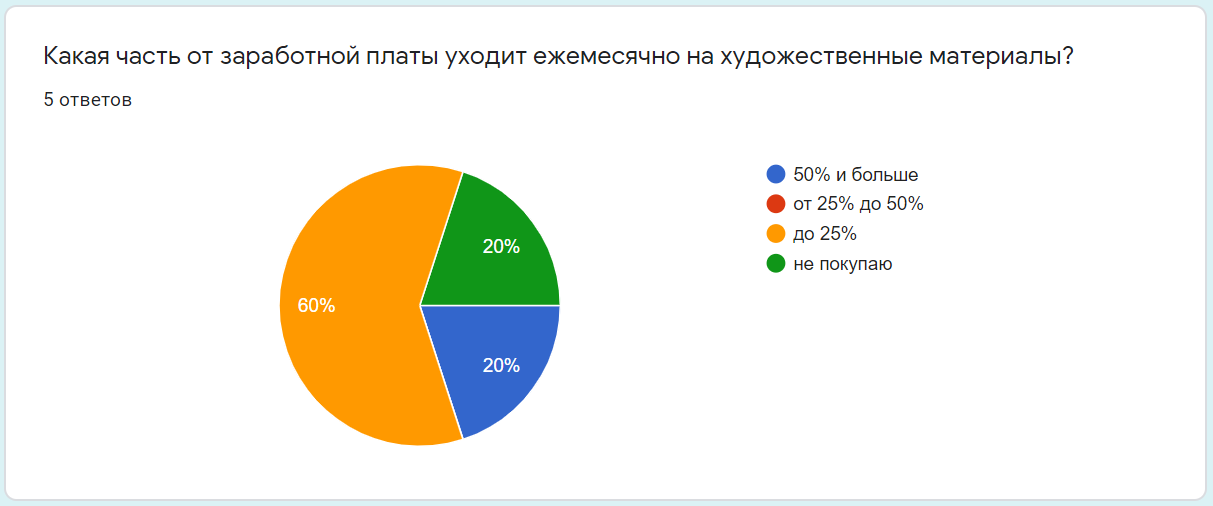 Какая часть от заработной платы уходит ежемесячно на художественные материалы?
5 ответов
50% и больше
от 25% до 50%
до 25%
не покупаю
20%
60%
20%